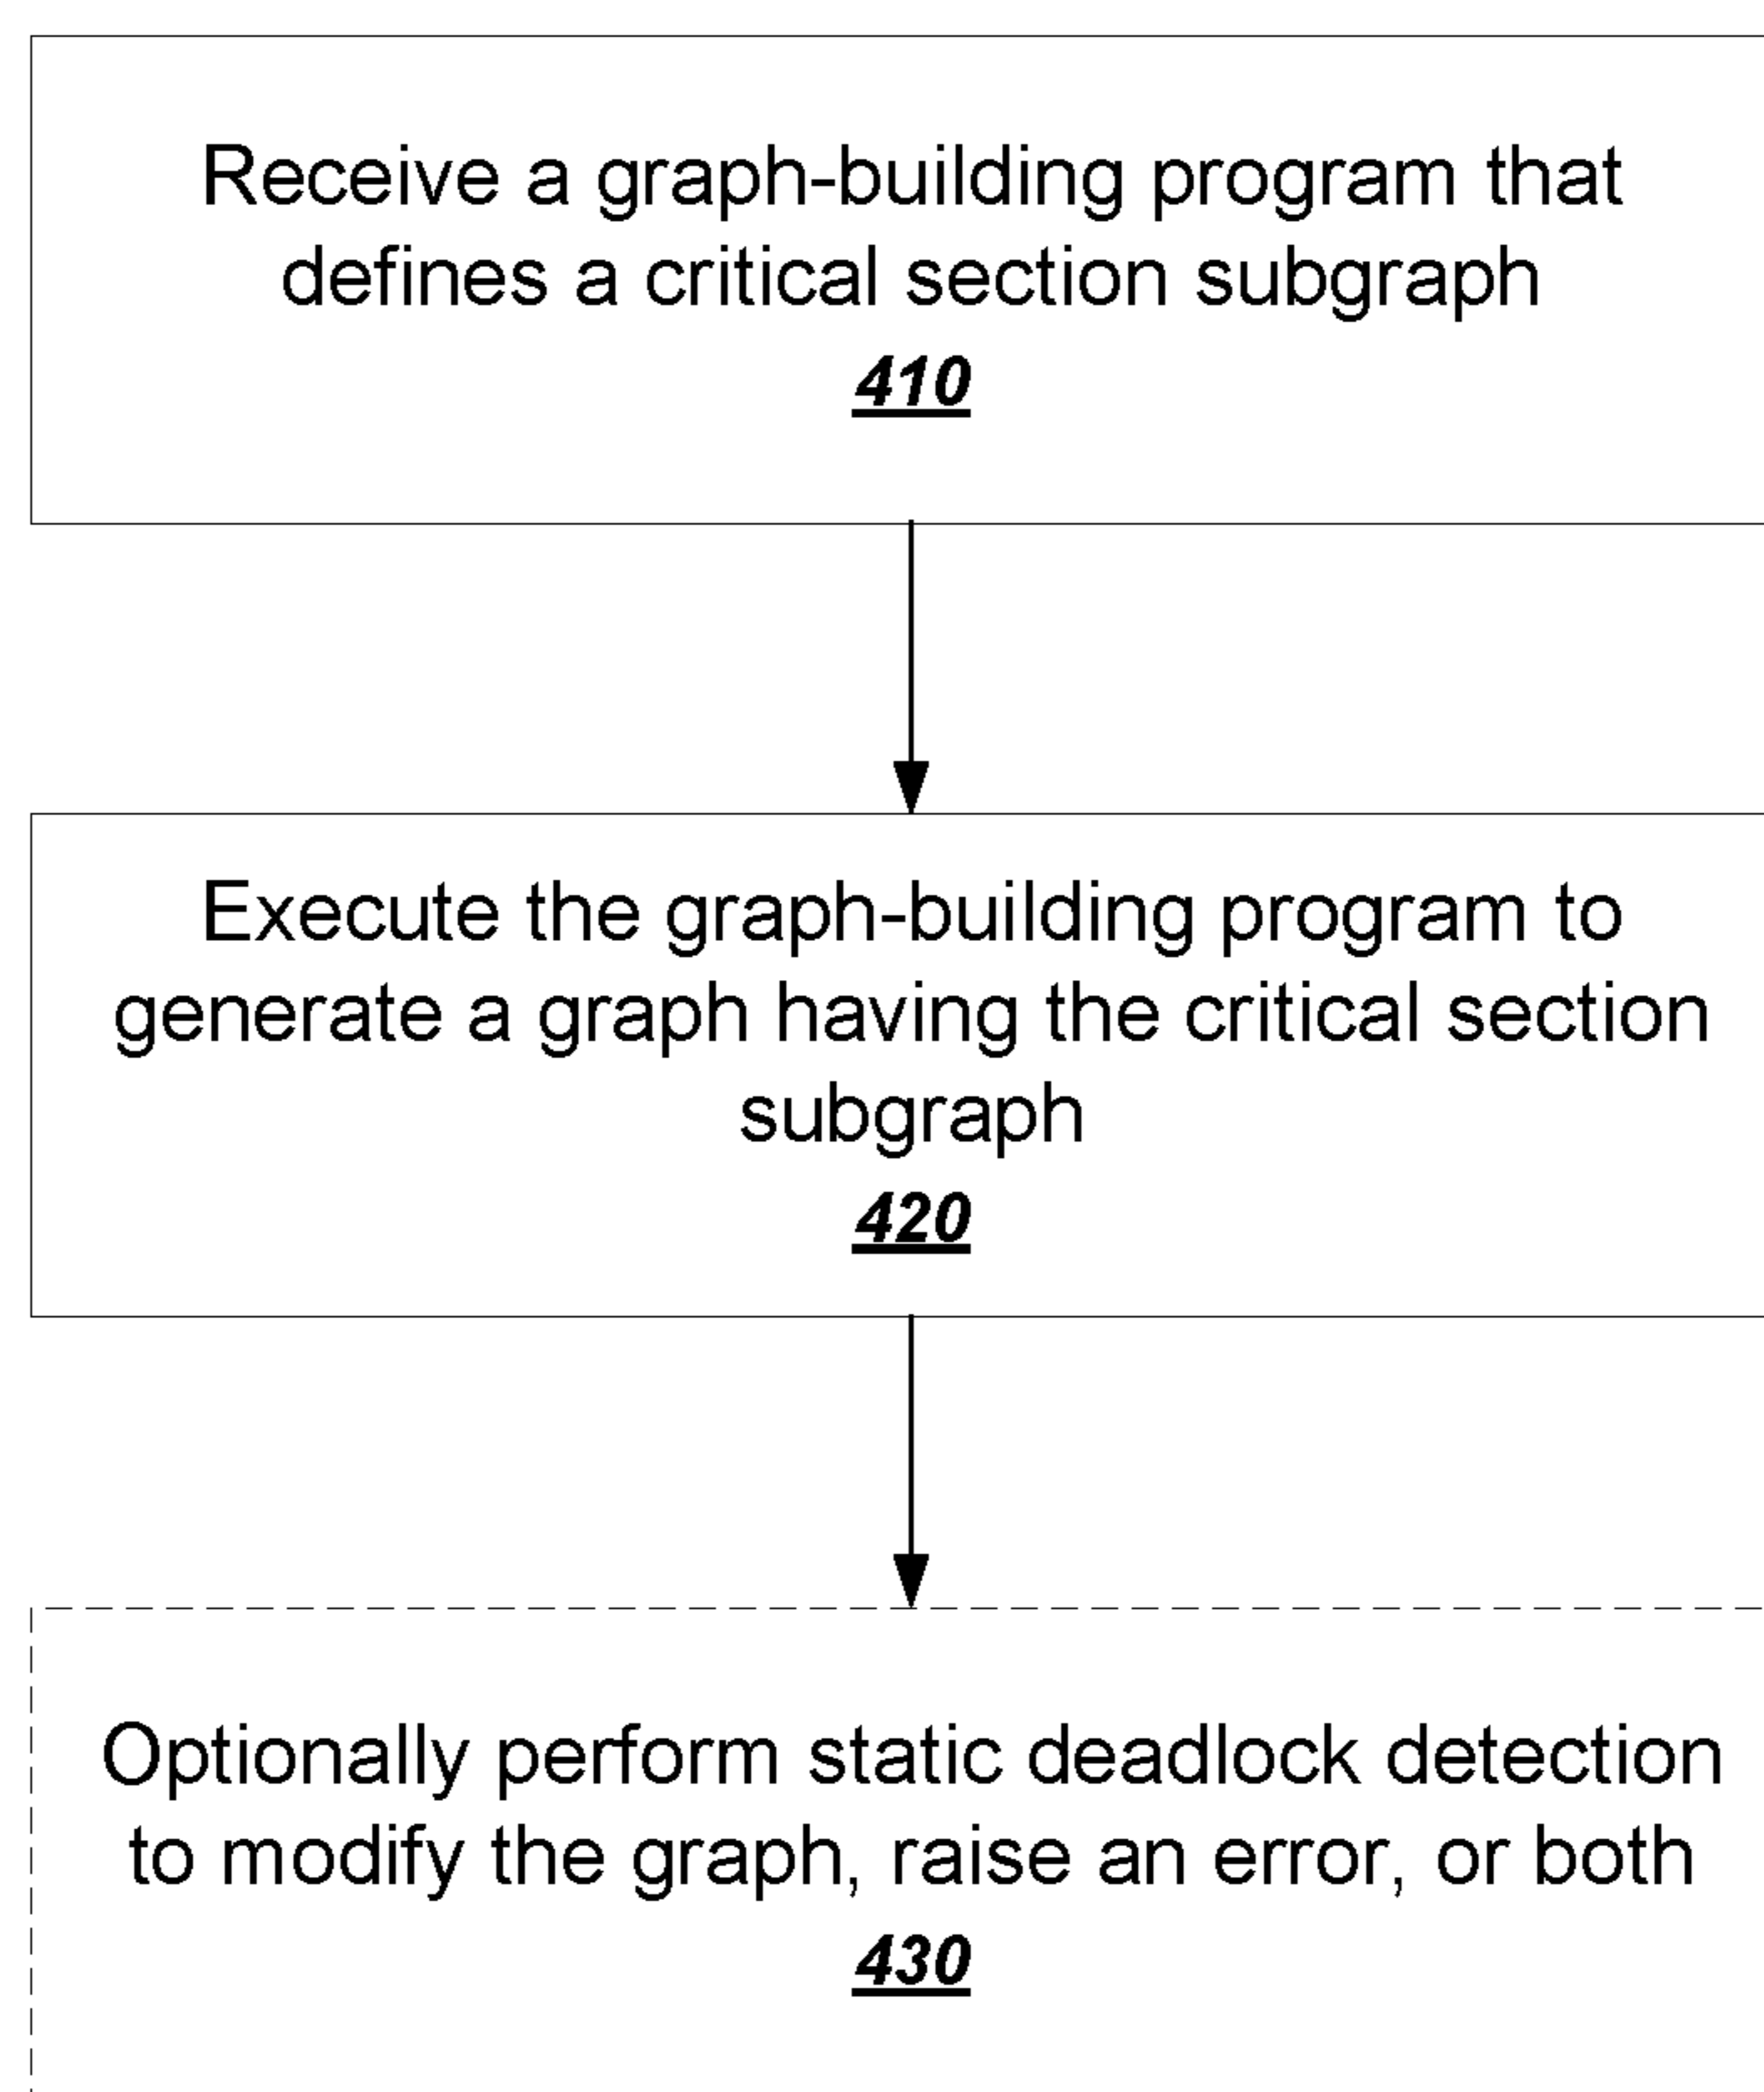 Receive a graph-building program that
defines a critical section subgraph
410
Execute the graph-building program to
generate a graph having the critical section
subgraph
420
Optionally perform static deadlock detection
to modify the graph, raise an error, or both
430